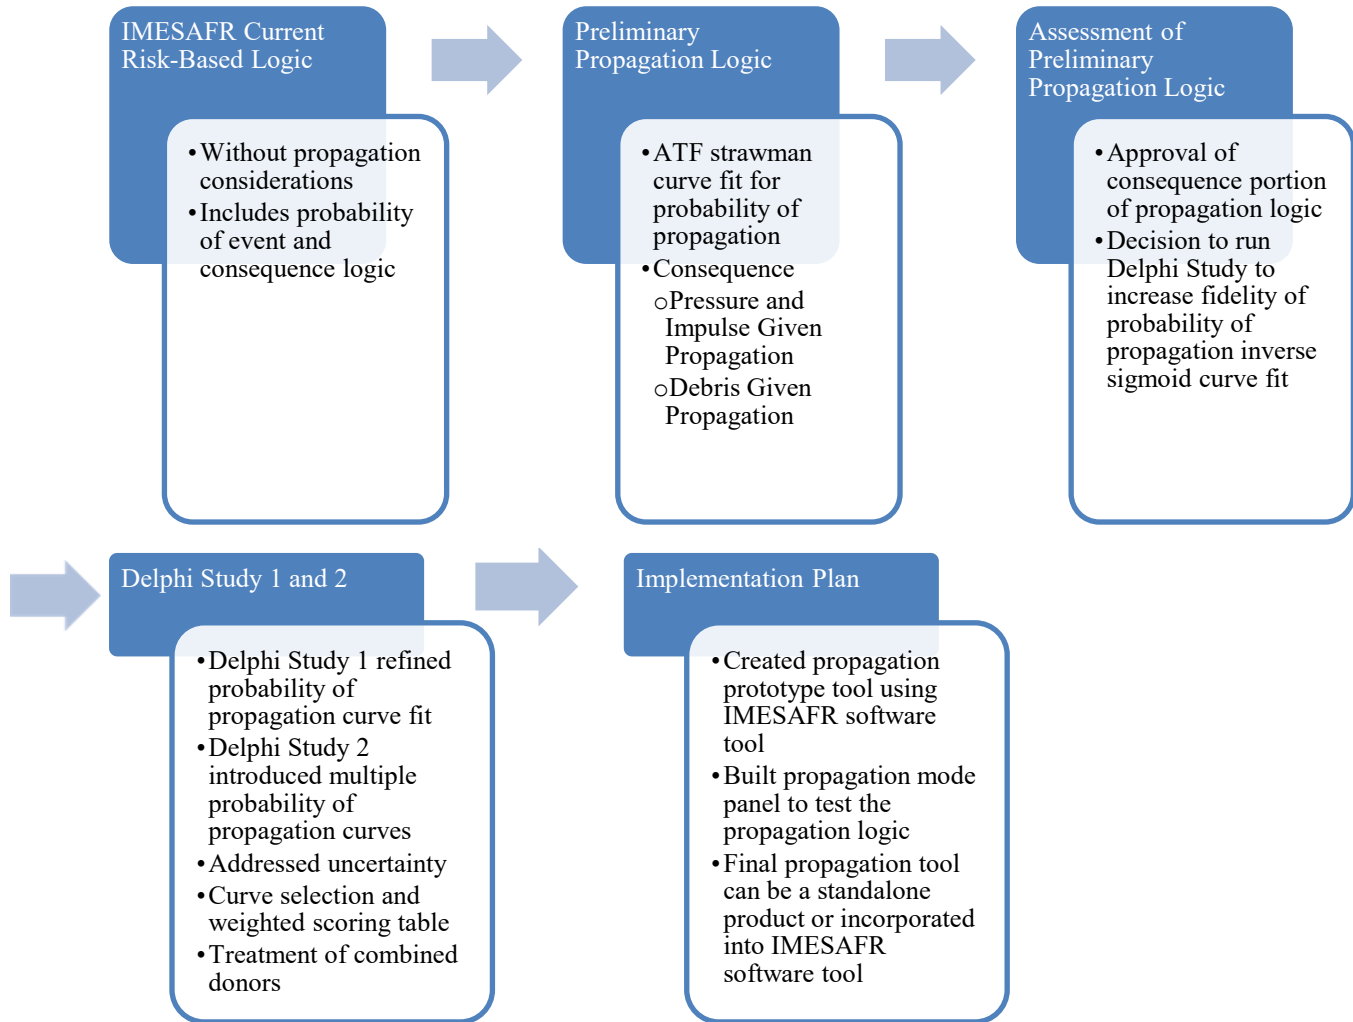 IMESAFR Current
Risk-Based Logic
•Without propagation
considerations
•Includes probability
of event and
consequence logic
Preliminary
Propagation Logic
•ATF strawman
curve fit for
probability of
propagation
•Consequence
oPressure and
Impulse Given
Propagation
oDebris Given
Propagation
Assessment of
Preliminary
Propagation Logic
•Approval of
consequence portion
of propagation logic
•Decision to run
Delphi Study to
increase fidelity of
probability of
propagation inverse
sigmoid curve fit
Delphi Study 1 and 2
•Delphi Study 1 refined
probability of
propagation curve fit
•Delphi Study 2
introduced multiple
probability of
propagation curves
•Addressed uncertainty
•Curve selection and
weighted scoring table
•Treatment of combined
donors
Implementation Plan
•Created propagation
prototype tool using
IMESAFR software
tool
•Built propagation mode
panel to test the
propagation logic
•Final propagation tool
can be a standalone
product or incorporated
into IMESAFR
software tool